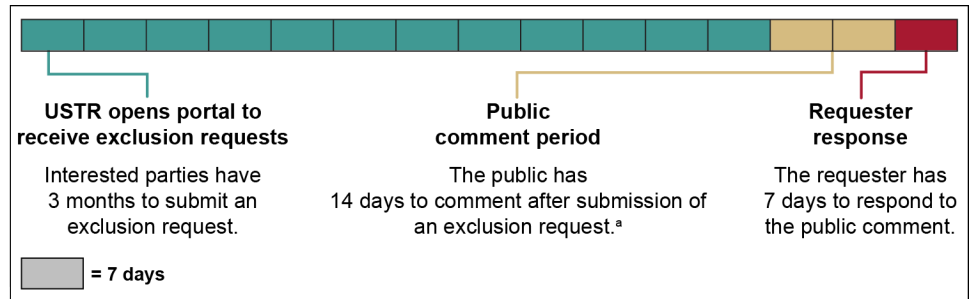 USTR opens portal to
receive exclusion requests
Interested parties have
3 months to submit an
exclusion request.
Public
comment period
The public has
14 days to comment after submission of
an exclusion request.ª
Requester
response
The requester has
7 days to respond to
the public comment.
= 7 days